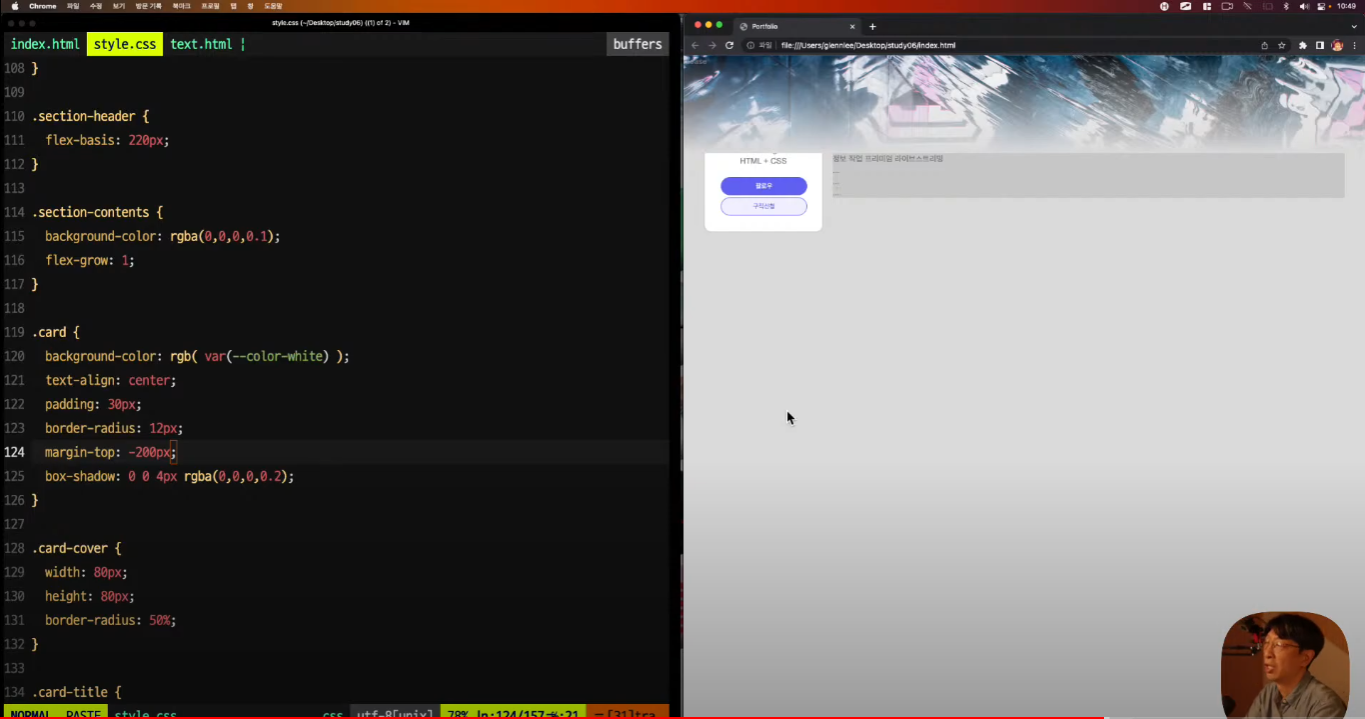 Chrome 파일 수정 보기 방문 기록 북마크 프로필 탭 창 도움말
10:49
style.css (~/Desktop/study06) ((1) of 2) - VIM
index.html style.css text.html ¦ buffers
108 }
109
110 .section-header {
111 flex-basis: 220px;
112 }
113
114 .section-contents {
115 background-color: rgba(0,0,0,0.1);
116 flex-grow: 1;
117 }
118
119 .card {
120 background-color: rgb( var(--color-white) );
121 text-align: center;
122 padding: 30px;
123 border-radius: 12px;
124 margin-top: -200px;
125 box-shadow: 0 0 4px rgba(0,0,0,0.2);
126 }
127
128 .card-cover {
129 width: 80px;
130 height: 80px;
131 border-radius: 50%;
132 }
133
134 .card-title {
NORMAL PASTE style.css css utf-8[unix] 78% ln:124/157 :21 [31]tra
Portfolio
파일 file:///Users/glennlee/Desktop/study06/index.html
HTML + CSS
팔로우
구직신청
정보 작업 프리미엄 라이브스트리밍